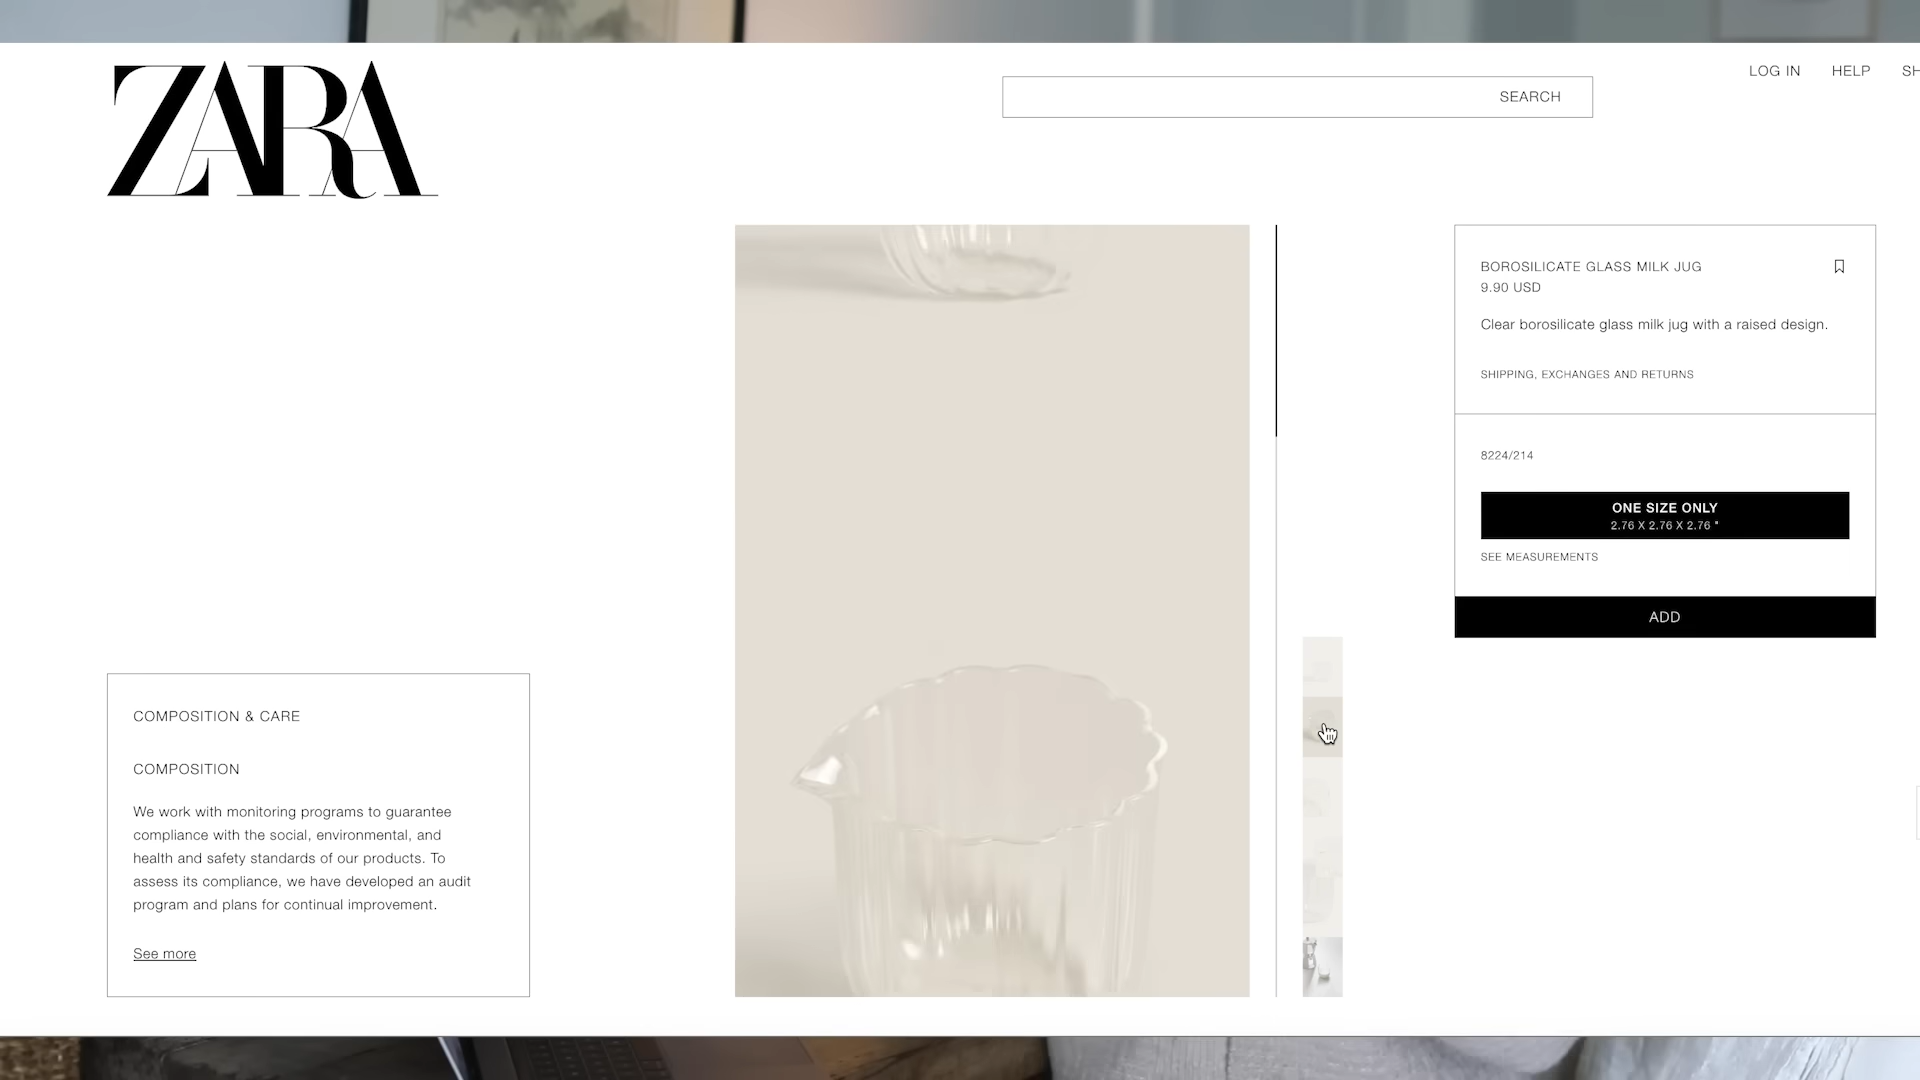 ZARA
SEARCH
LOG IN
HELP
SH
BOROSILICATE GLASS MILK JUG
9.90 USD
Clear borosilicate glass milk jug with a raised design.
SHIPPING, EXCHANGES AND RETURNS
8224/214
ONE SIZE ONLY
2.76 X 2.76 X 2.76 "
SEE MEASUREMENTS
ADD
COMPOSITION & CARE
COMPOSITION
We work with monitoring programs to guarantee
compliance with the social, environmental, and
health and safety standards of our products. To
assess its compliance, we have developed an audit
program and plans for continual improvement.
See more